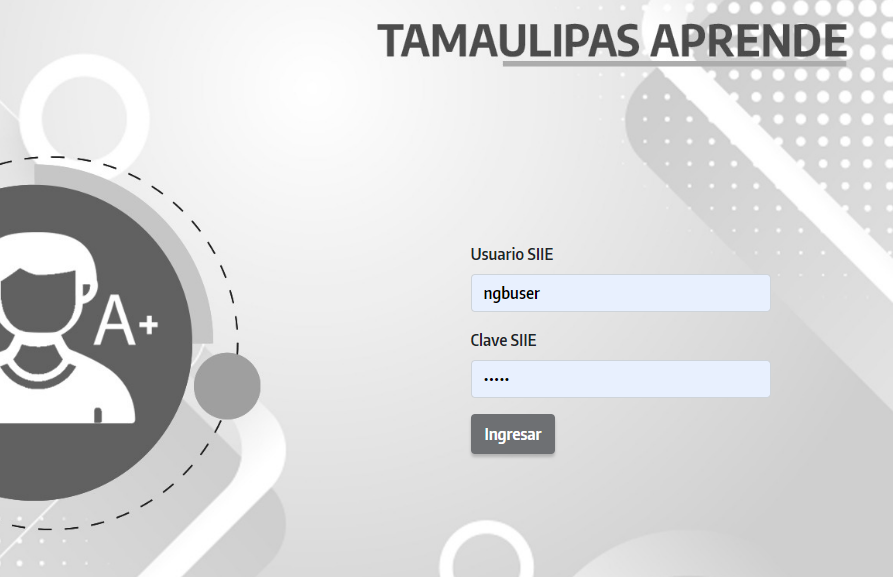 TAMAULIPAS APRENDE
A+
Usuario SIIE
ngbuser
Clave SIIE
•••••
Ingresar